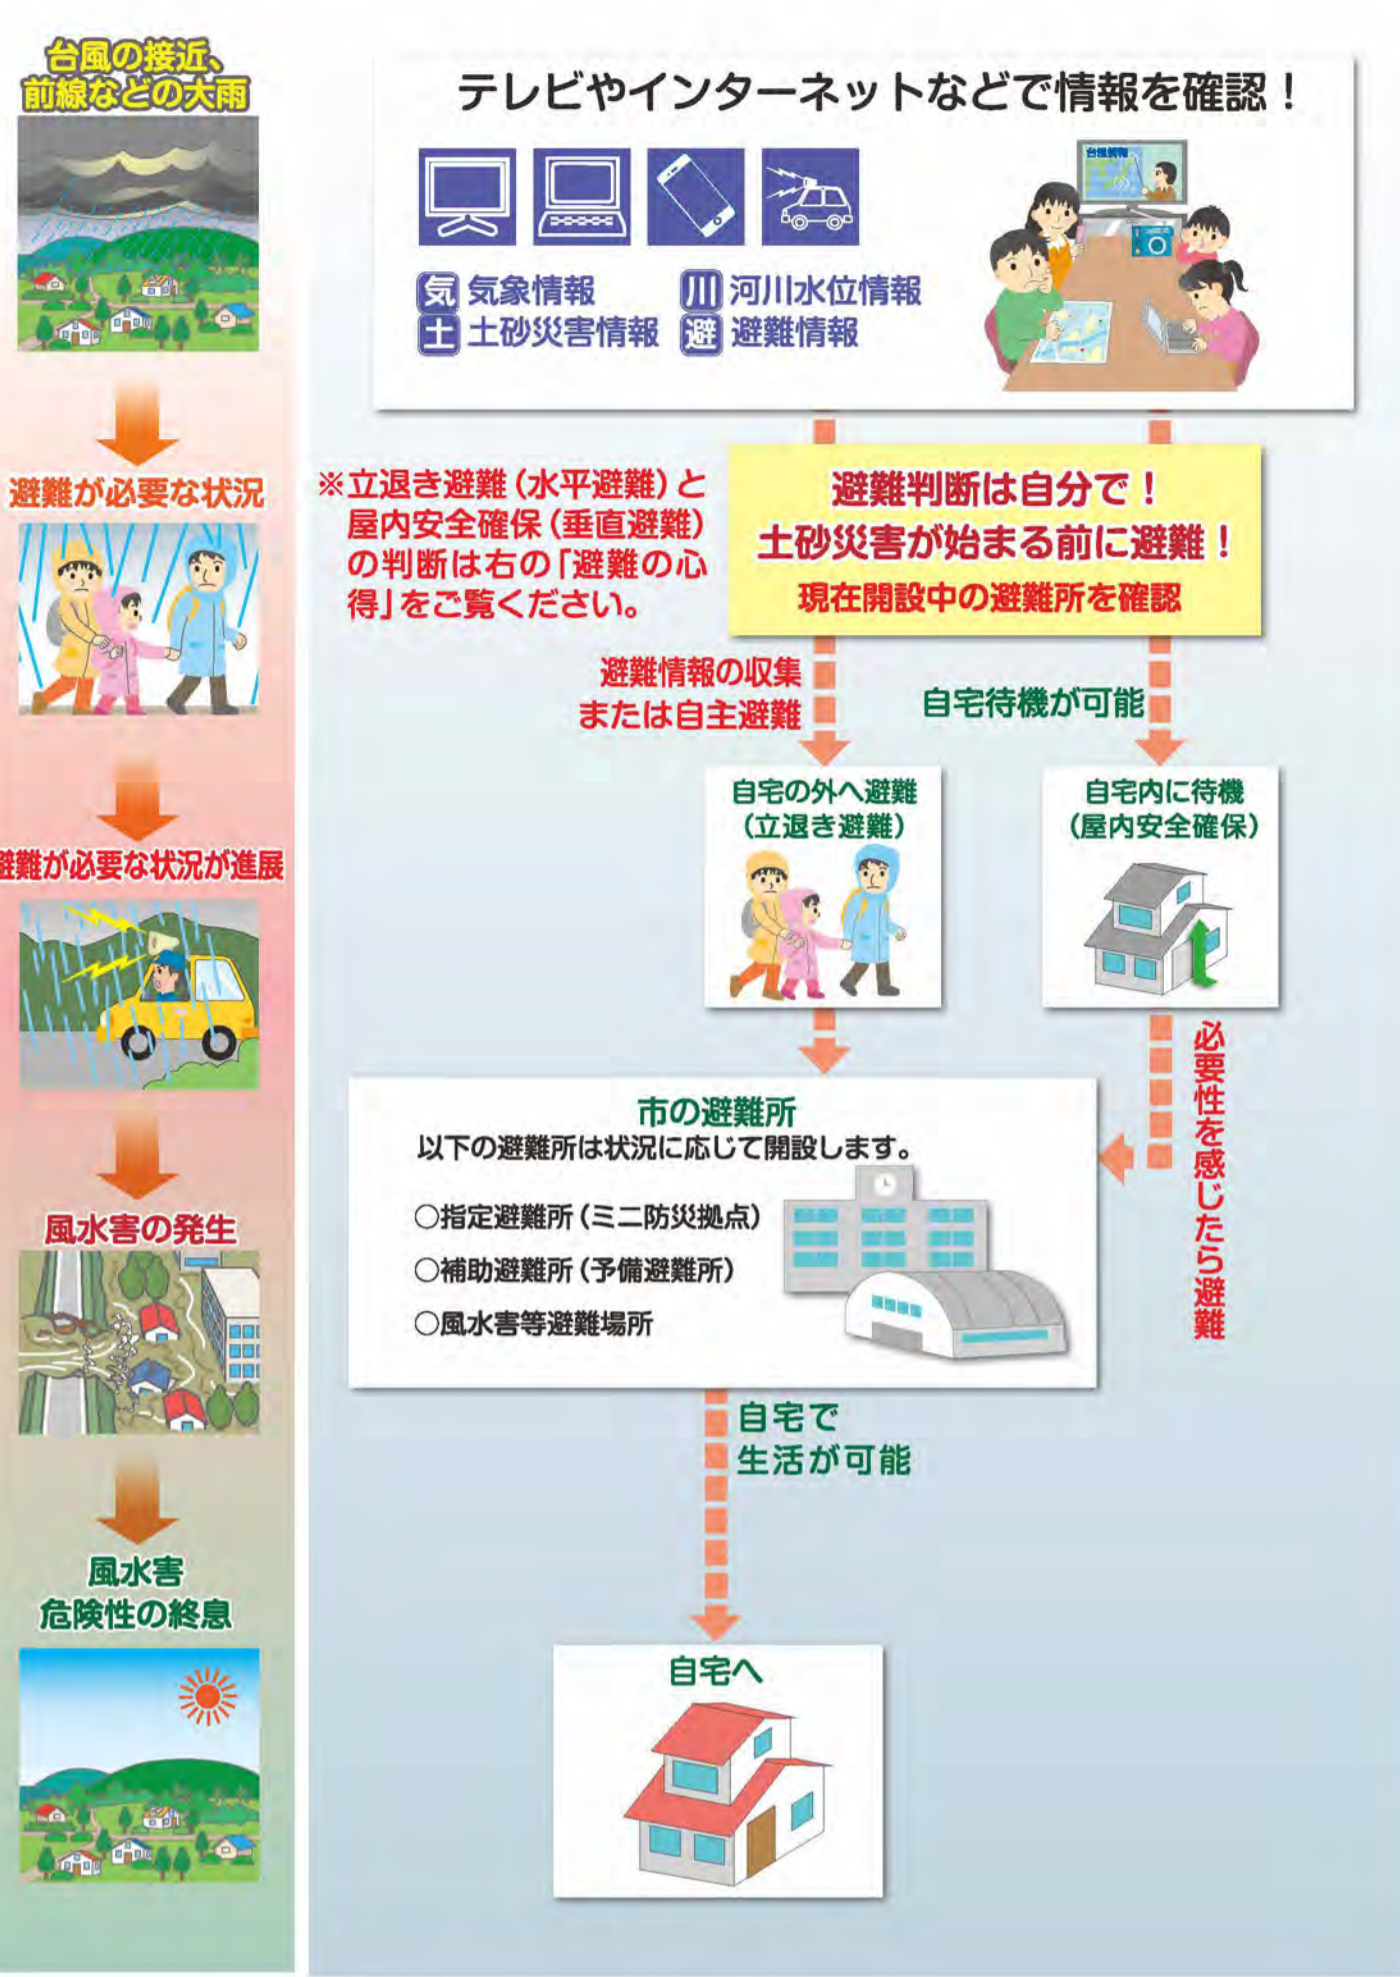 台風の接近、
前線などの大雨
避難が必要な状況
避難が必要な状況が進展
風水害の発生
風水害
危険性の終息
テレビやインターネットなどで情報を確認！
台風情報
気 気象情報
川 河川水位情報
土 土砂災害情報
避 避難情報
※立退き避難（水平避難）と
屋内安全確保（垂直避難）
の判断は右の「避難の心
得」をご覧ください。
避難判断は自分で！
土砂災害が始まる前に避難！
現在開設中の避難所を確認
避難情報の収集
または自主避難
自宅待機が可能
自宅の外へ避難
（立退き避難）
自宅内に待機
（屋内安全確保）
必要性を感じたら避難
市の避難所
以下の避難所は状況に応じて開設します。
○指定避難所（ミニ防災拠点）
○補助避難所（予備避難所）
○風水害等避難場所
自宅で
生活が可能
自宅へ